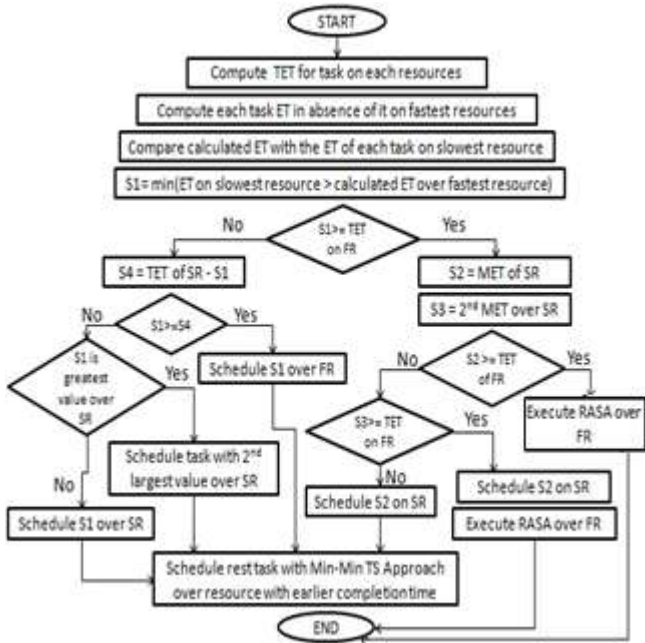 START
Compute TET for task on each resources
Compute each task ET in absence of it on fastest resources
Compare calculated ET with the ET of each task on slowest resource
S1= min(ET on slowest resource > calculated ET over fastest resource)
No
S1>= TET
on FR
Yes
S4 = TET of SR - S1
S2 = MET of SR
S3 = 2nd MET over SR
No
S1>=S4
Yes
No
S2 >= TET
of FR
Yes
S1 is
greatest
value over
SR
Yes
Schedule S1 over FR
S3>= TET
on FR
Yes
Execute RASA over
FR
Schedule task with 2nd
largest value over SR
No
No
Schedule S2 on SR
Schedule S2 on SR
Schedule S1 over SR
Execute RASA over FR
Schedule rest task with Min-Min TS Approach
over resource with earlier completion time
END